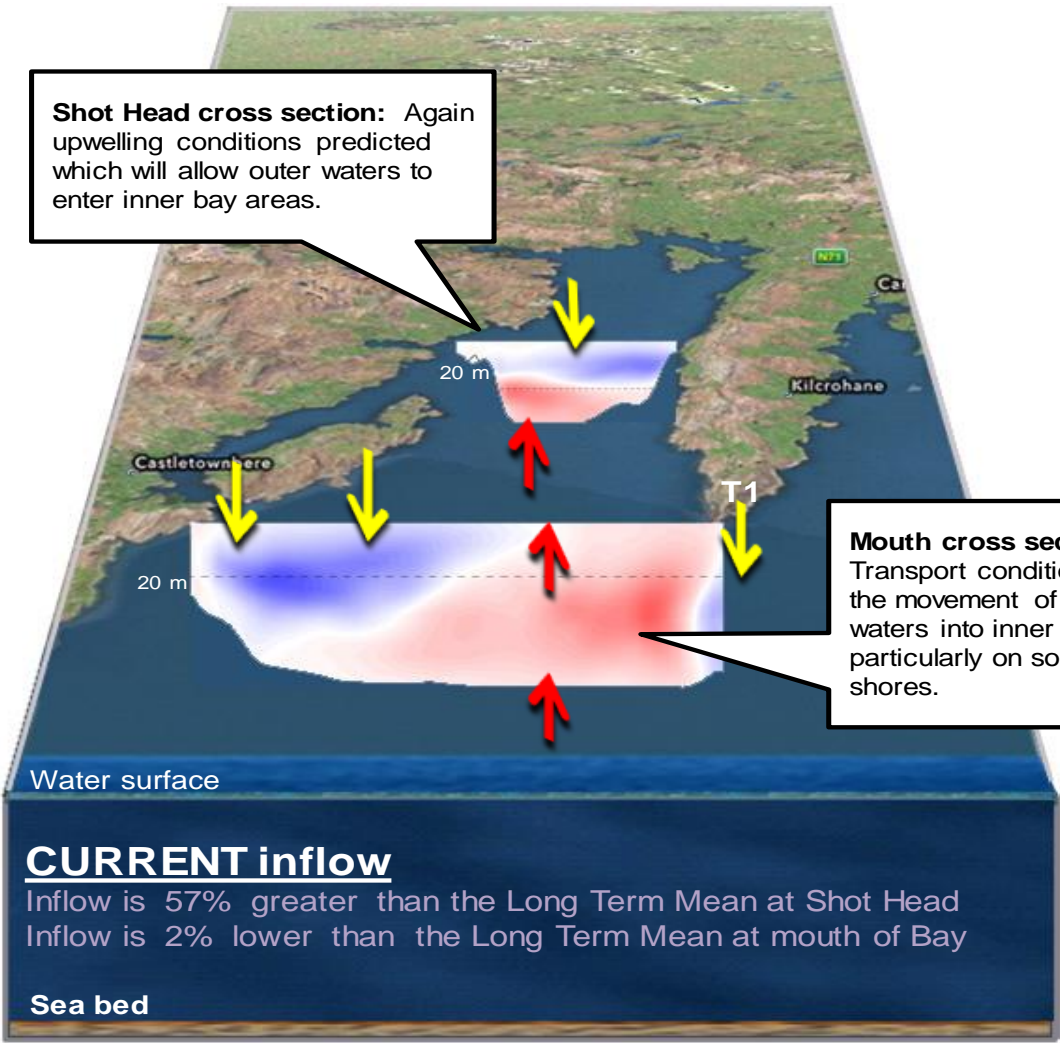 Shot Head cross section: Again
upwelling conditions predicted
which will allow outer waters to
enter inner bay areas.
N71
Kilcrohane
20 m
Castletownbere
T1
20 m
Mouth cross
Transport
the movement of
waters into inner
particularly on
shores.
Water surface
CURRENT inflow
Inflow is 57% greater than the Long Term Mean at Shot Head
Inflow is 2% lower than the Long Term Mean at mouth of Bay
Sea bed